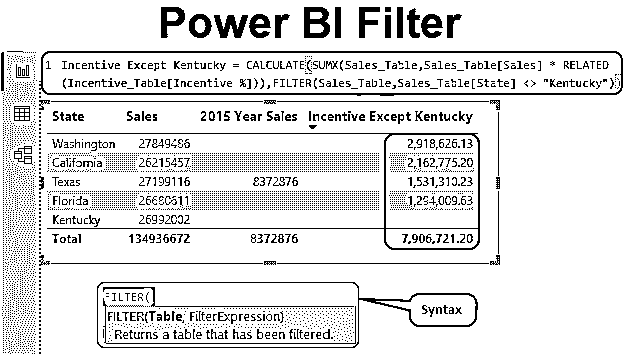 Power BI Filter
1 Incentive Except Kentucky = CALCULATE(SUMX(Sales_Table,Sales_Table[Sales] * RELATED
(Incentive_Table[Incentive %])),FILTER(Sales_Table,Sales_Table[State] <> "Kentucky"))
State Sales 2015 Year Sales Incentive Except Kentucky
Washington 27849486 2,918,626.13
California 26215457 2,162,775.20
Texas 27199116 8372876 1,531,310.23
Florida 26680611 1,294,009.63
Kentucky 26992002
Total 134936672 8372876 7,906,721.20
FILTER(
FILTER(Table, FilterExpression)
Returns a table that has been filtered.
Syntax